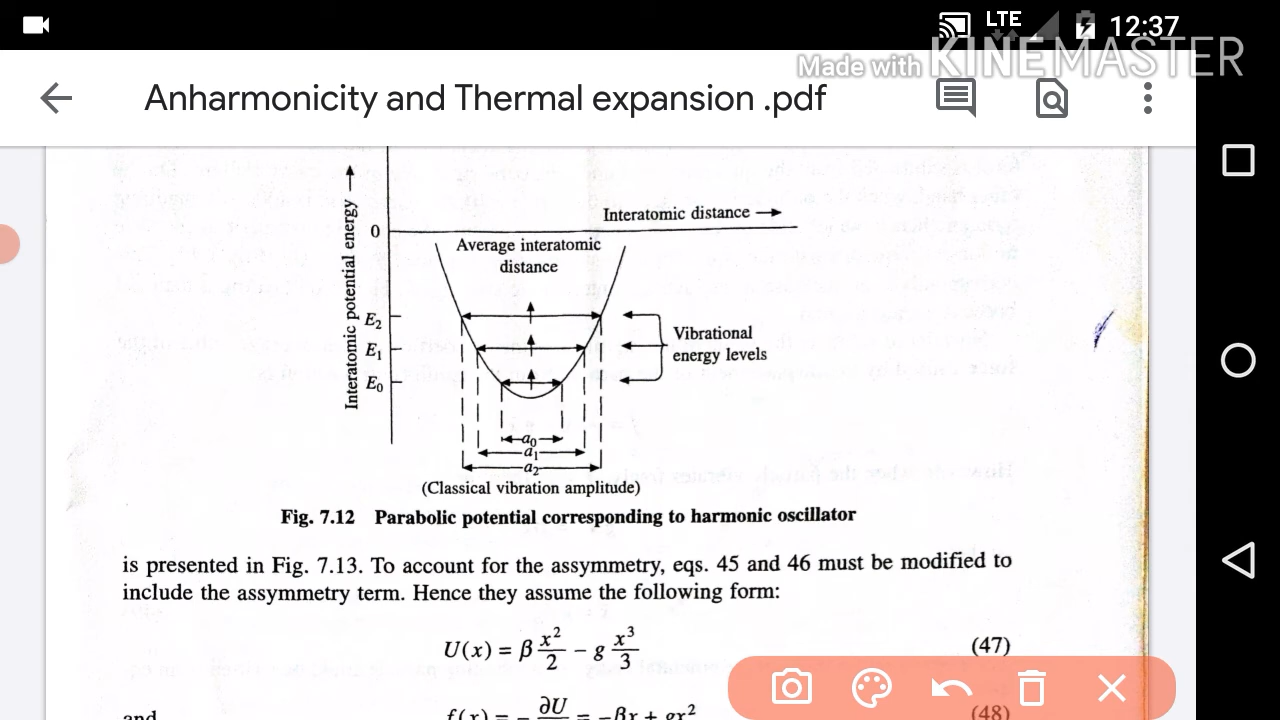 LTE 12:37
Made with KINEMASTER
Anharmonicity and Thermal expansion .pdf
Interatomic potential energy
Interatomic distance
0
Average interatomic
distance
E₂
E₁
E₀
Vibrational
energy levels
a₀
a₁
a₂
(Classical vibration amplitude)
Fig. 7.12 Parabolic potential corresponding to harmonic oscillator
is presented in Fig. 7.13. To account for the assymmetry, eqs. 45 and 46 must be modified to
include the assymmetry term. Hence they assume the following form:
U(x) = β x²/2 − g x³/3 (47)
and f(x) = − ∂U = −βx + gx² (48)